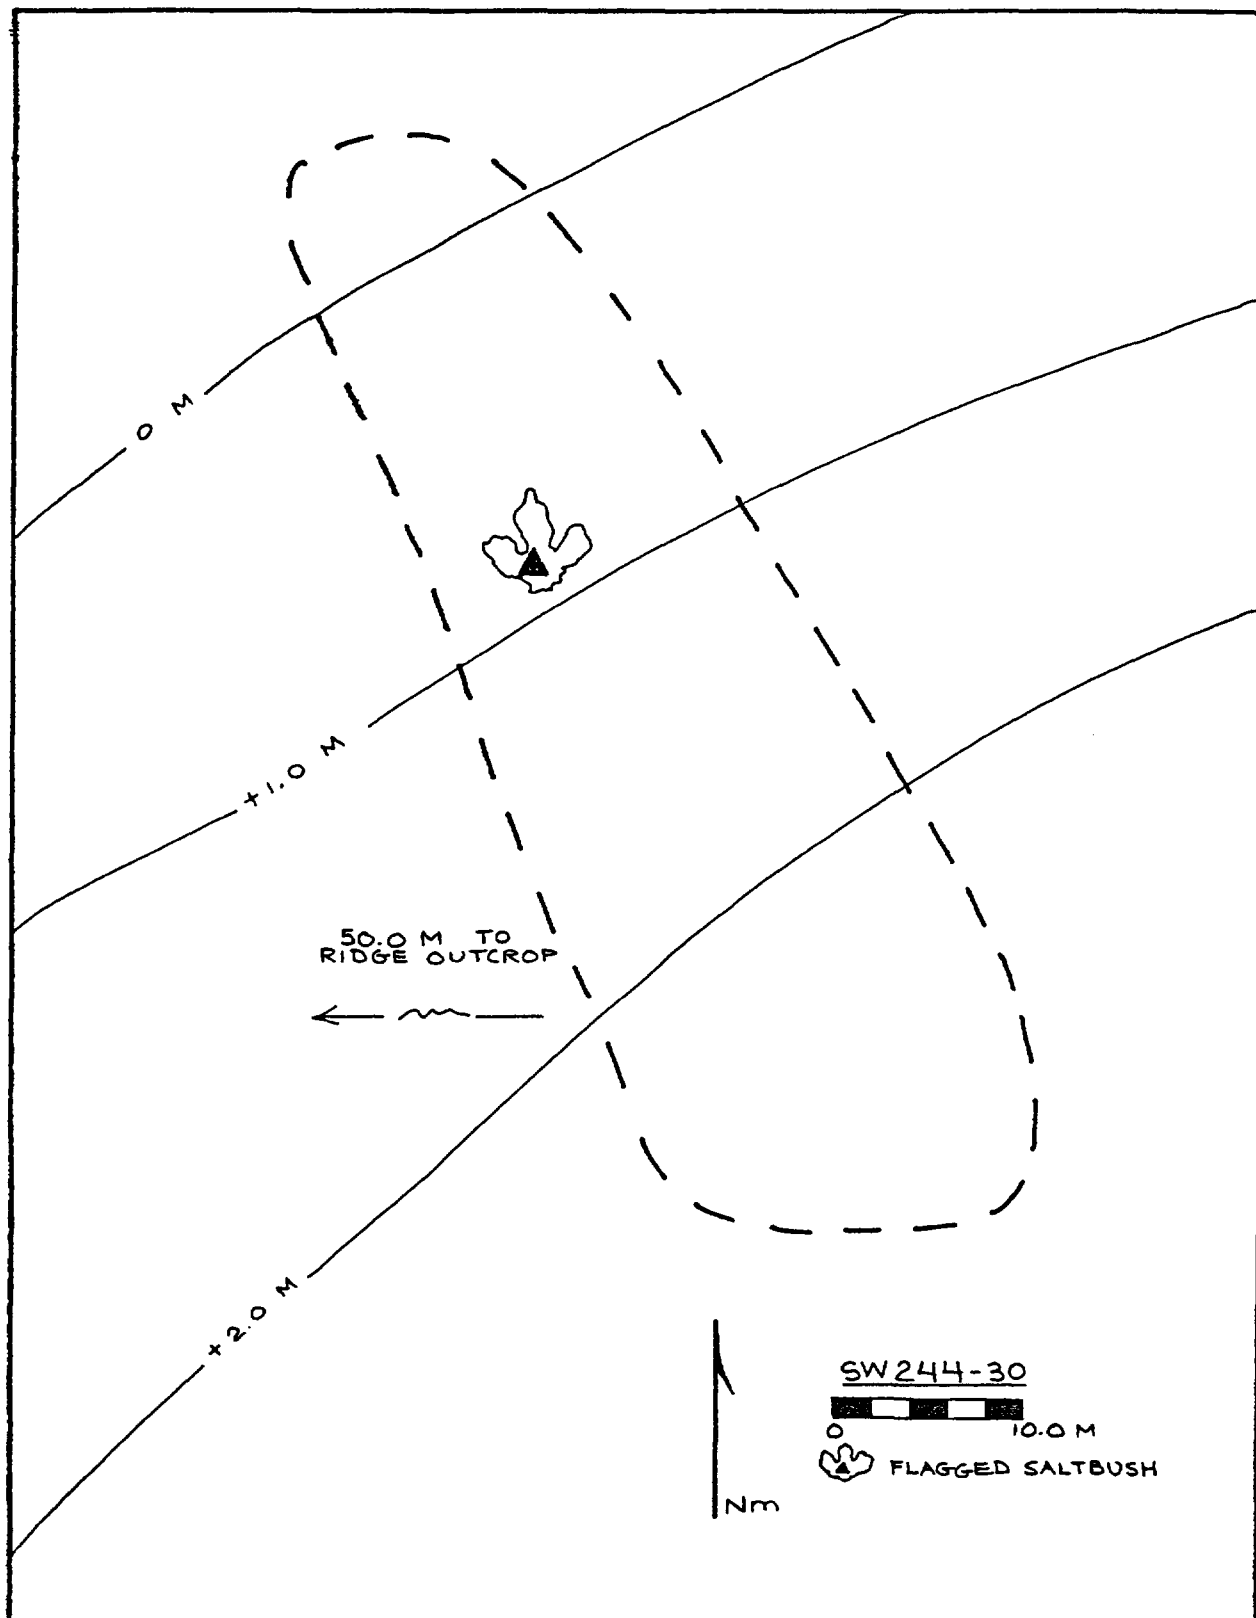 0 M
+1.0 M
50.0 M TO
RIDGE OUTCROP
+2.0 M
SW244-30
0 10.0 M
FLAGGED SALTBUSH
Nm